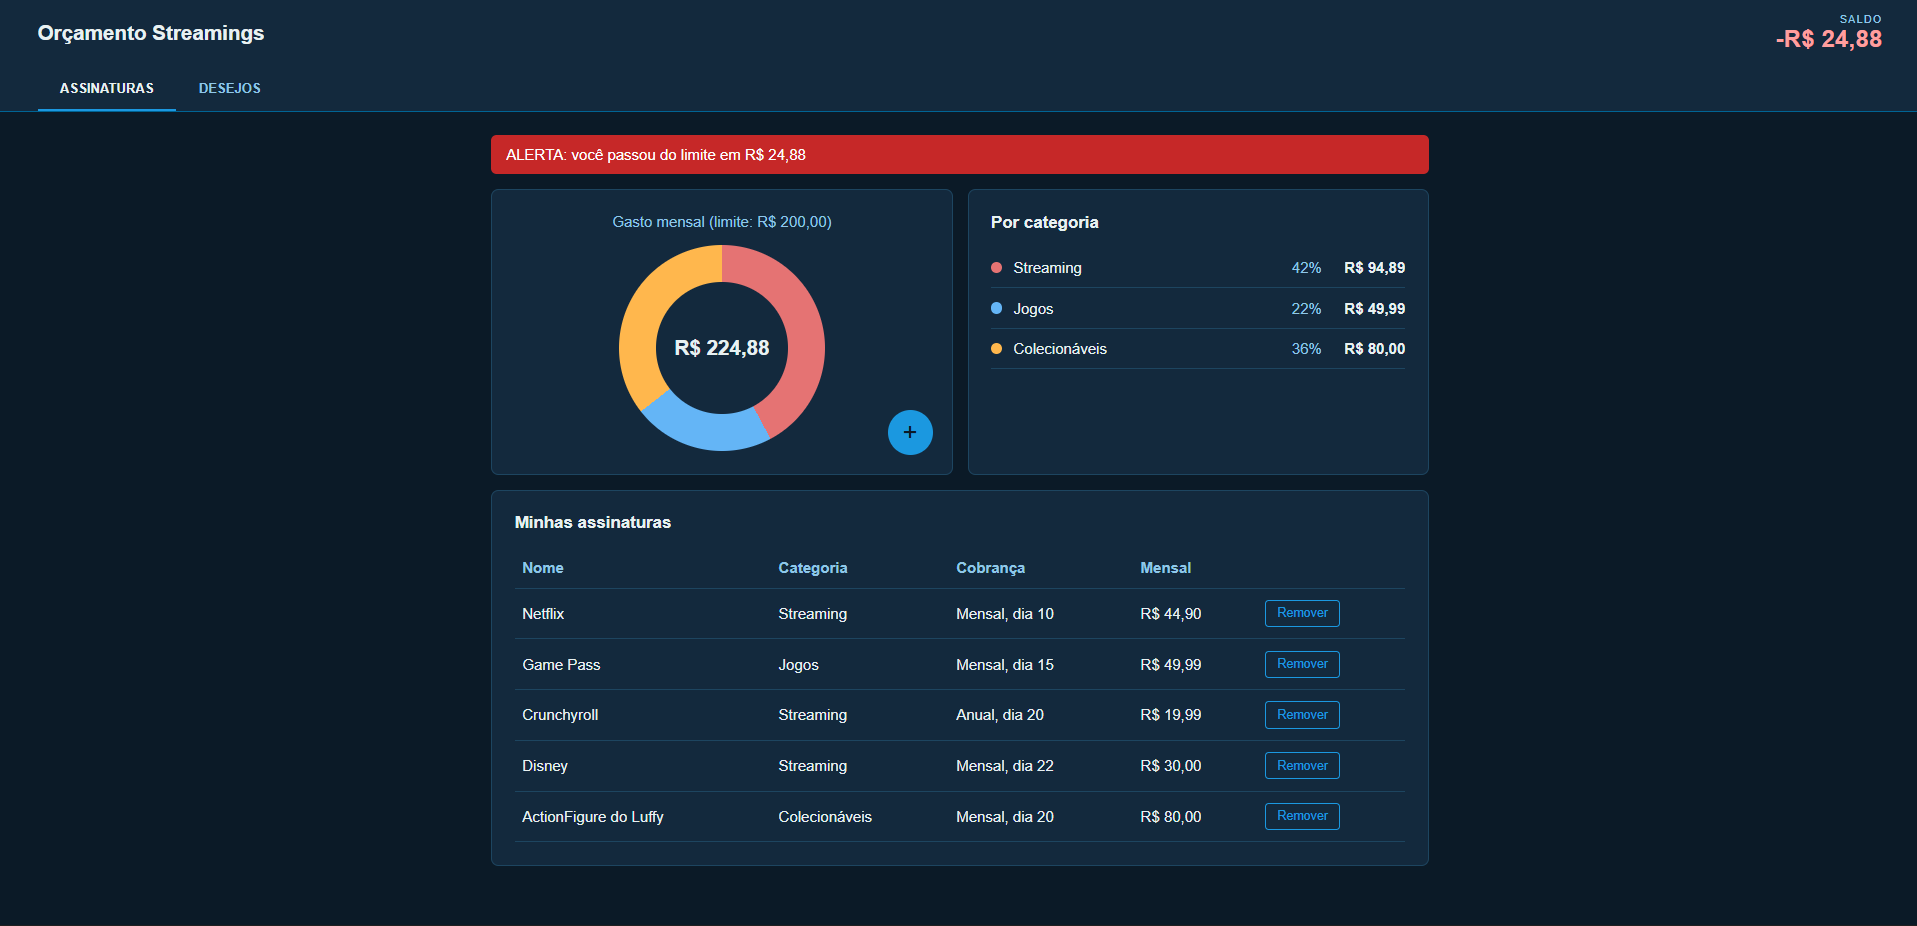 Orçamento Streamings
SALDO
-R$ 24,88
ASSINATURAS DESEJOS
ALERTA: você passou do limite em R$ 24,88
Gasto mensal (limite: R$ 200,00)
R$ 224,88
+
Por categoria
Streaming 42% R$ 94,89
Jogos 22% R$ 49,99
Colecionáveis 36% R$ 80,00
Minhas assinaturas
Nome Categoria Cobrança Mensal
Netflix Streaming Mensal, dia 10 R$ 44,90 Remover
Game Pass Jogos Mensal, dia 15 R$ 49,99 Remover
Crunchyroll Streaming Anual, dia 20 R$ 19,99 Remover
Disney Streaming Mensal, dia 22 R$ 30,00 Remover
ActionFigure do Luffy Colecionáveis Mensal, dia 20 R$ 80,00 Remover